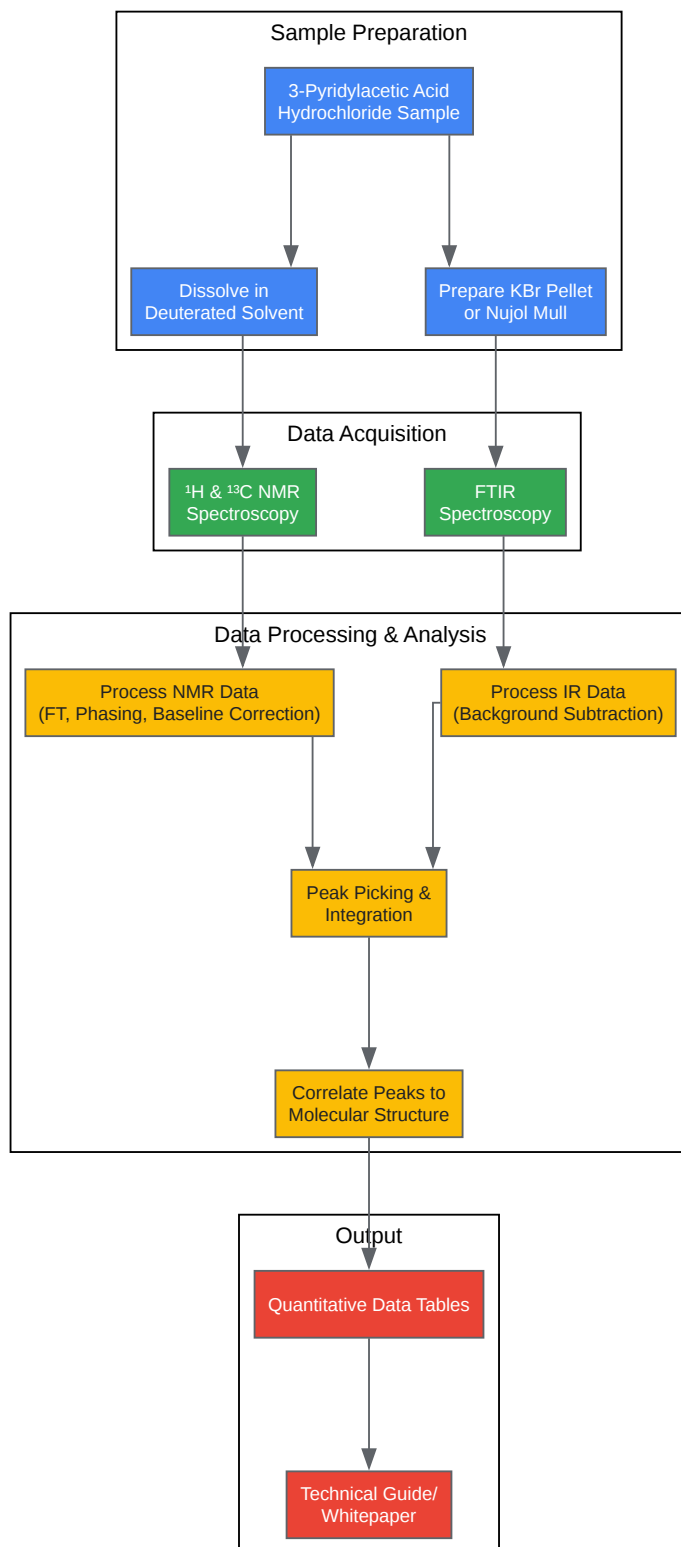 Sample Preparation
3-Pyridylacetic Acid
Hydrochloride Sample
Dissolve in
Deuterated Solvent
Prepare KBr Pellet
or Nujol Mull
Data Acquisition
¹H & ¹³C NMR
Spectroscopy
FTIR
Spectroscopy
Data Processing & Analysis
Process NMR Data
(FT, Phasing, Baseline Correction)
Process IR Data
(Background Subtraction)
Peak Picking &
Integration
Correlate Peaks to
Molecular Structure
Output
Quantitative Data Tables
Technical Guide/
Whitepaper